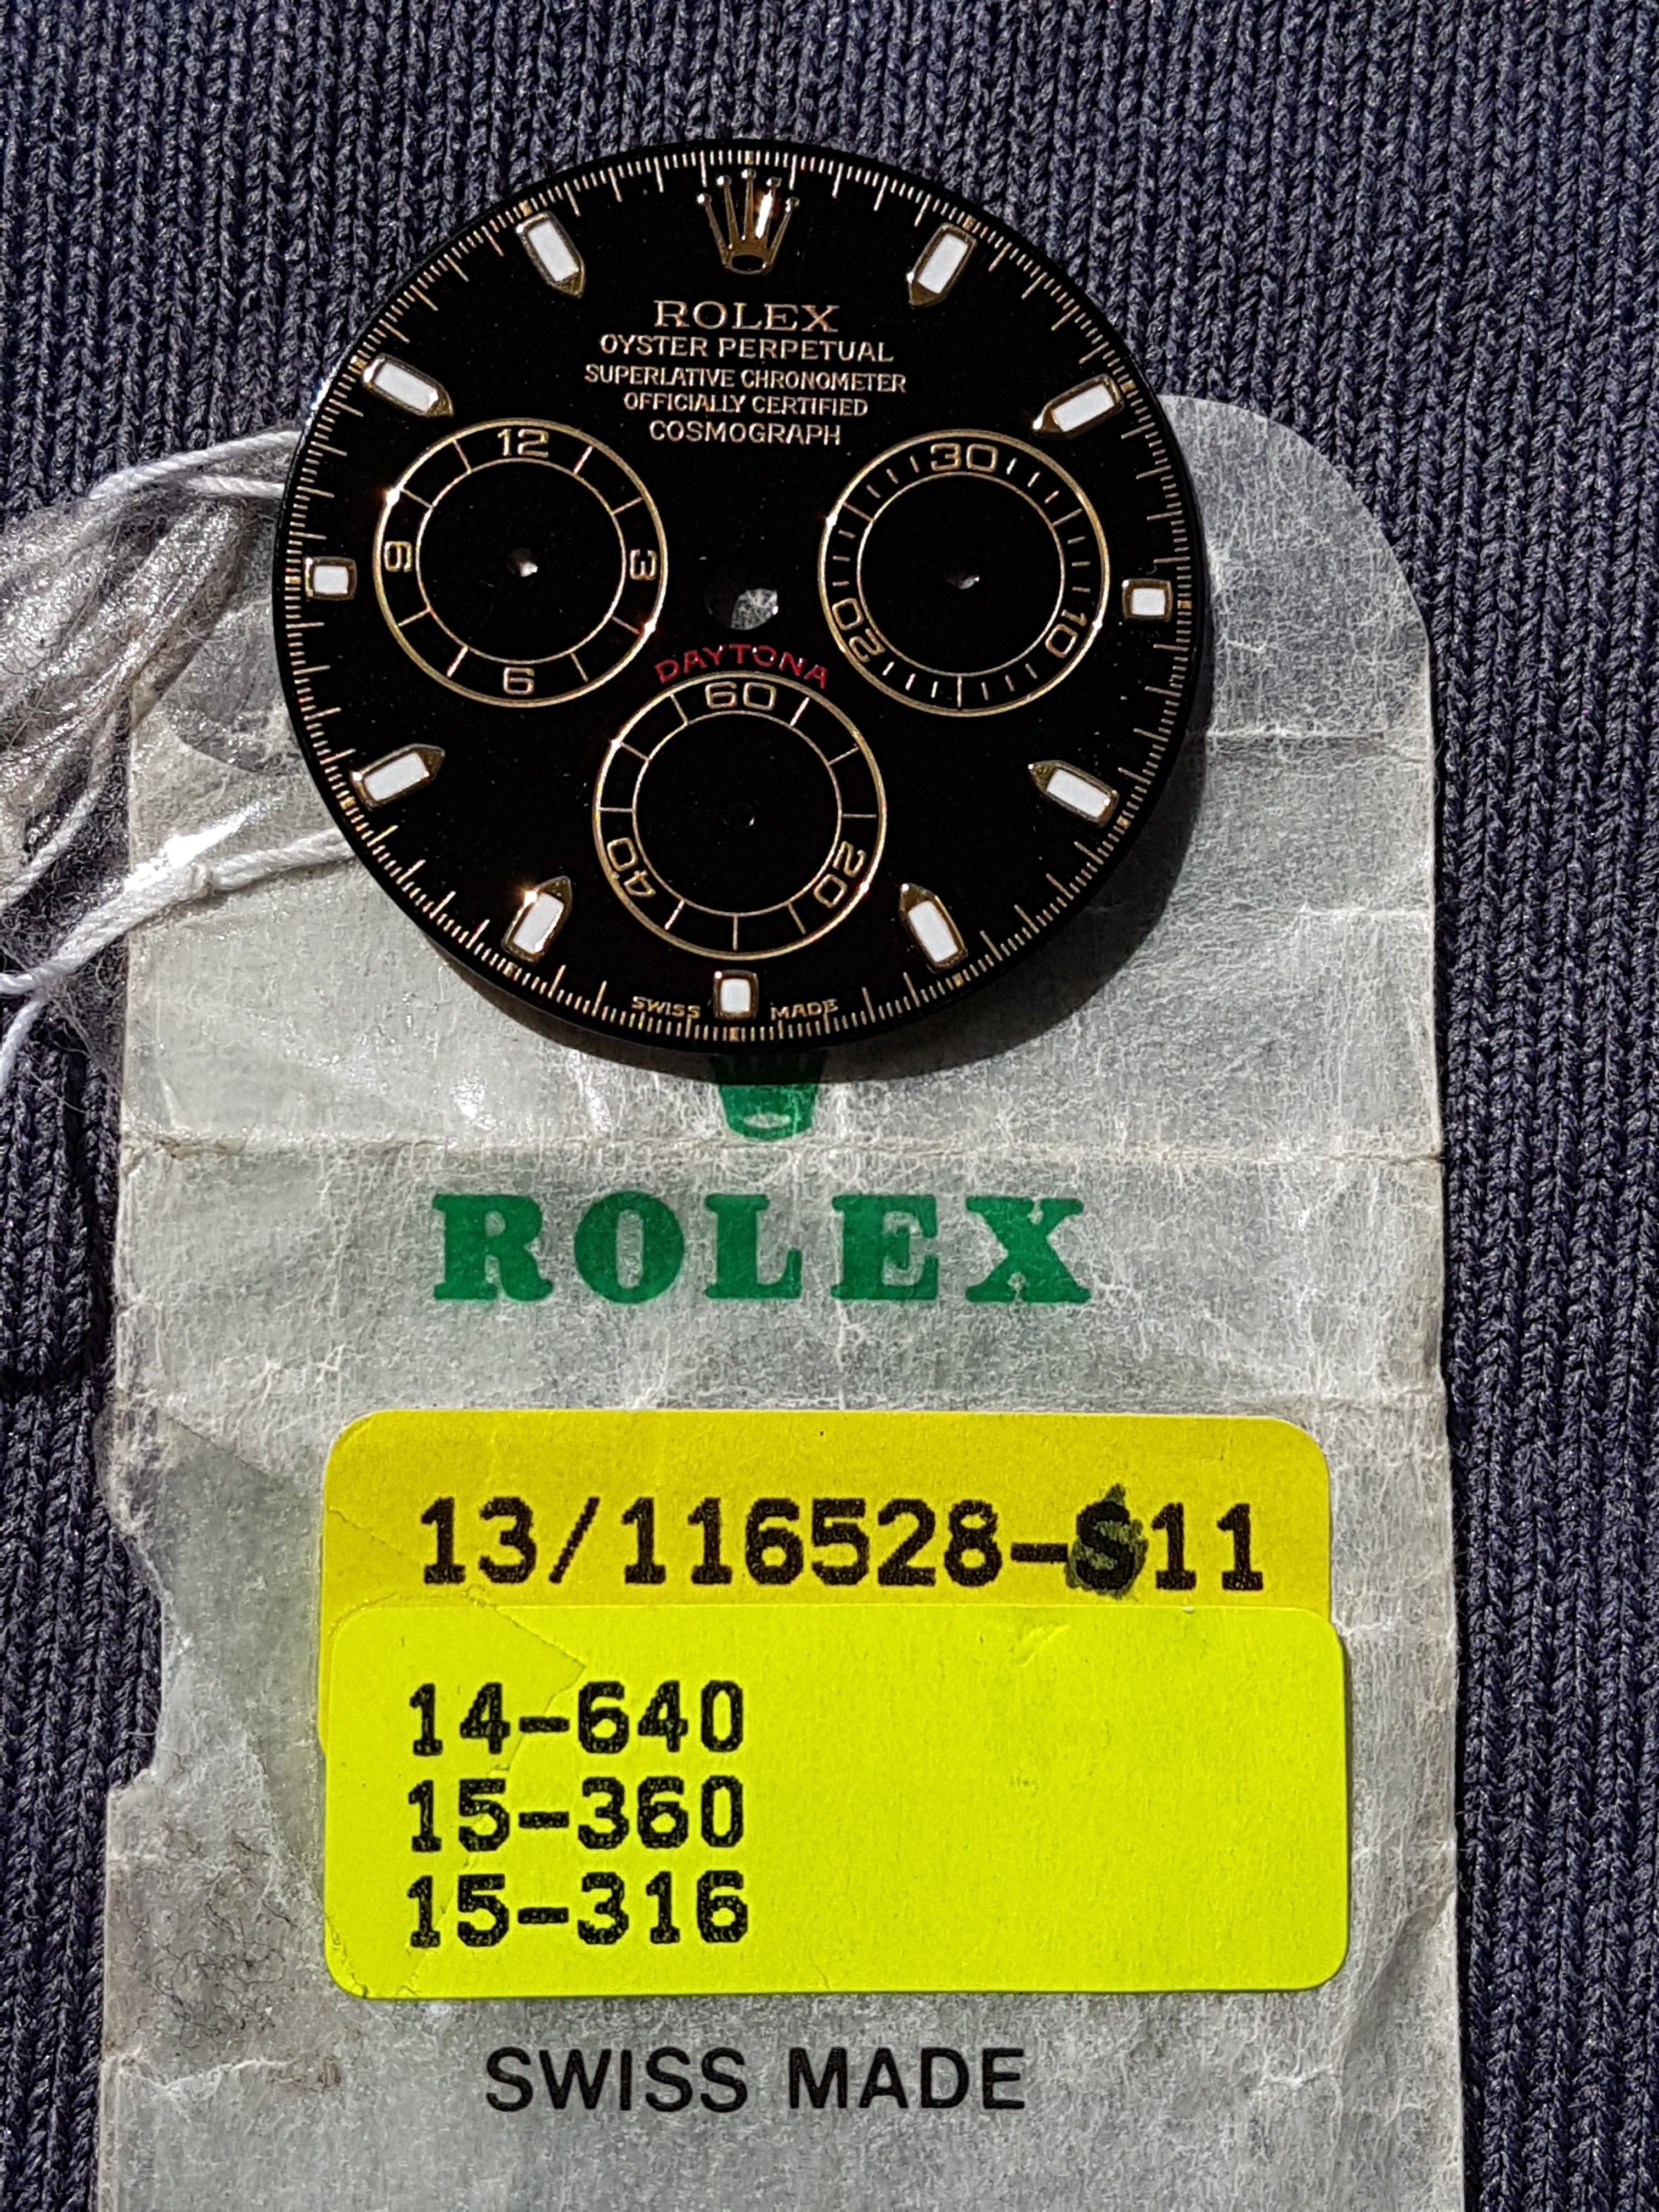 ROLEX
OYSTER PERPETUAL
SUPERLATIVE CHRONOMETER
OFFICIALLY CERTIFIED
COSMOGRAPH
12
3
6
9
30
10
20
DAYTONA
60
20
40
SWISS MADE
ROLEX
13/116528-S11
14-640
15-360
15-316
SWISS MADE